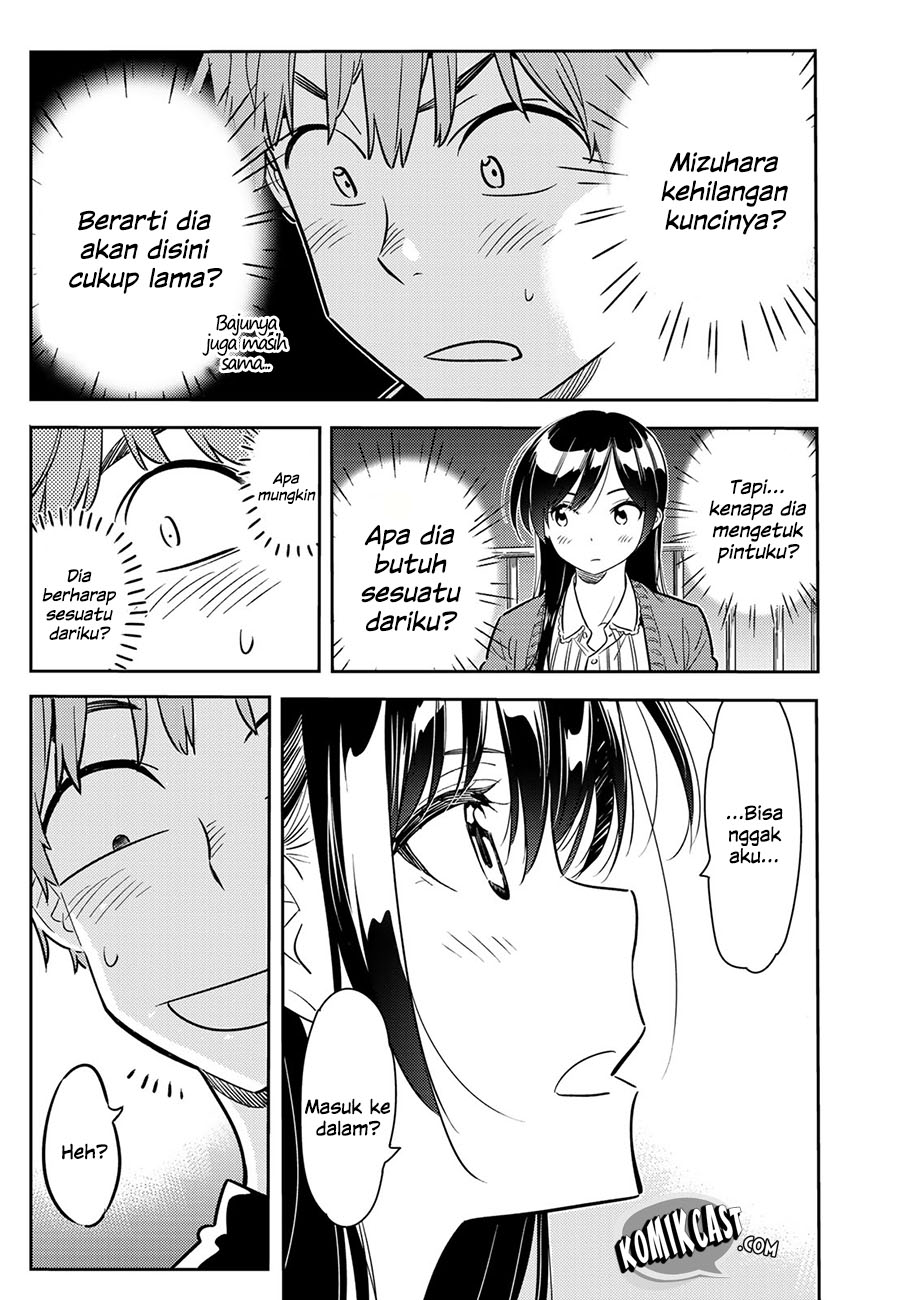 Mizuhara
kehilangan
kuncinya?
Berarti dia
akan disini
cukup lama?
Bajunya
juga masih
sama...
Tapi...
kenapa dia
mengetuk
pintuku?
Apa dia
butuh
sesuatu
dariku?
Apa
mungkin
Dia
berharap
sesuatu
dariku?
...Bisa
nggak
aku...
Masuk ke
dalam?
Heh?
KOMIKCAST
.COM